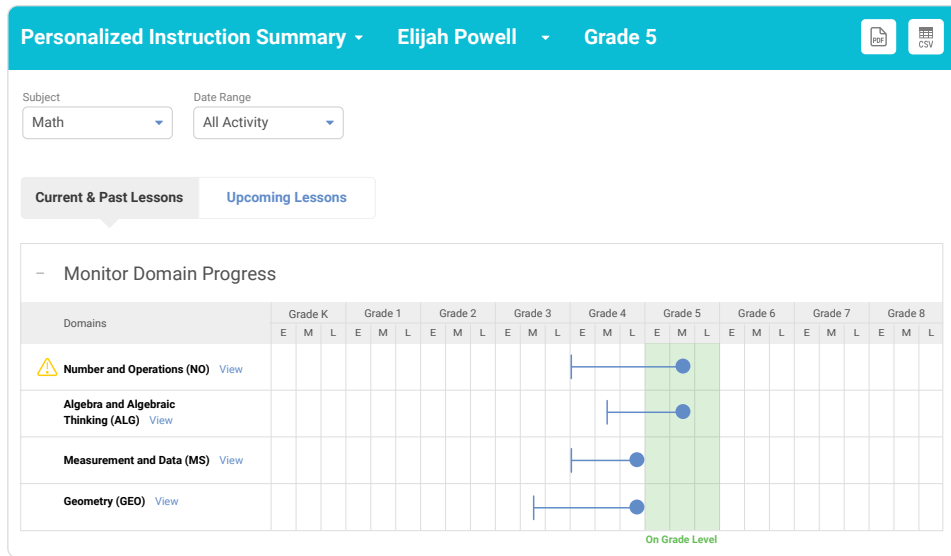 Personalized Instruction Summary Elijah Powell Grade 5
PDF
CSV
Subject Date Range
Math All Activity
Current & Past Lessons Upcoming Lessons
– Monitor Domain Progress
Domains
Grade K Grade 1 Grade 2 Grade 3 Grade 4 Grade 5 Grade 6 Grade 7 Grade 8
E M L E M L E M L E M L E M L E M L E M L E M L E M L
Number and Operations (NO) View
Algebra and Algebraic
Thinking (ALG) View
Measurement and Data (MS) View
Geometry (GEO) View
On Grade Level